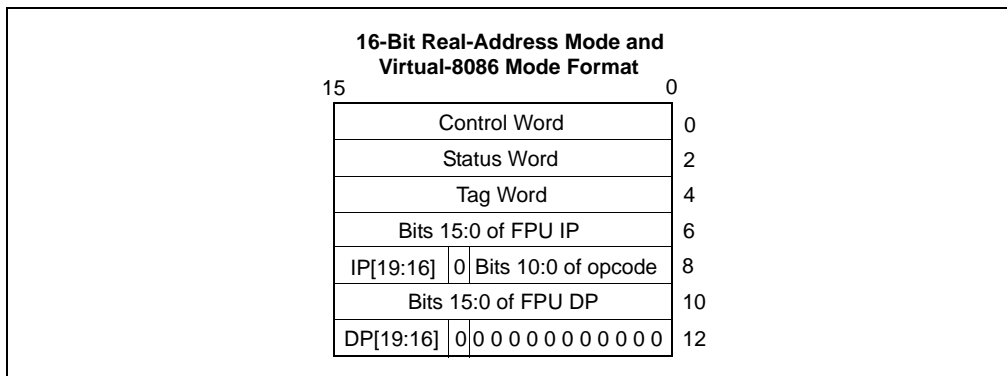 16-Bit Real-Address Mode and
Virtual-8086 Mode Format
15 0
Control Word 0
Status Word 2
Tag Word 4
Bits 15:0 of FPU IP 6
IP[19:16] 0 Bits 10:0 of opcode 8
Bits 15:0 of FPU DP 10
DP[19:16] 0 0 0 0 0 0 0 0 0 0 0 0 12